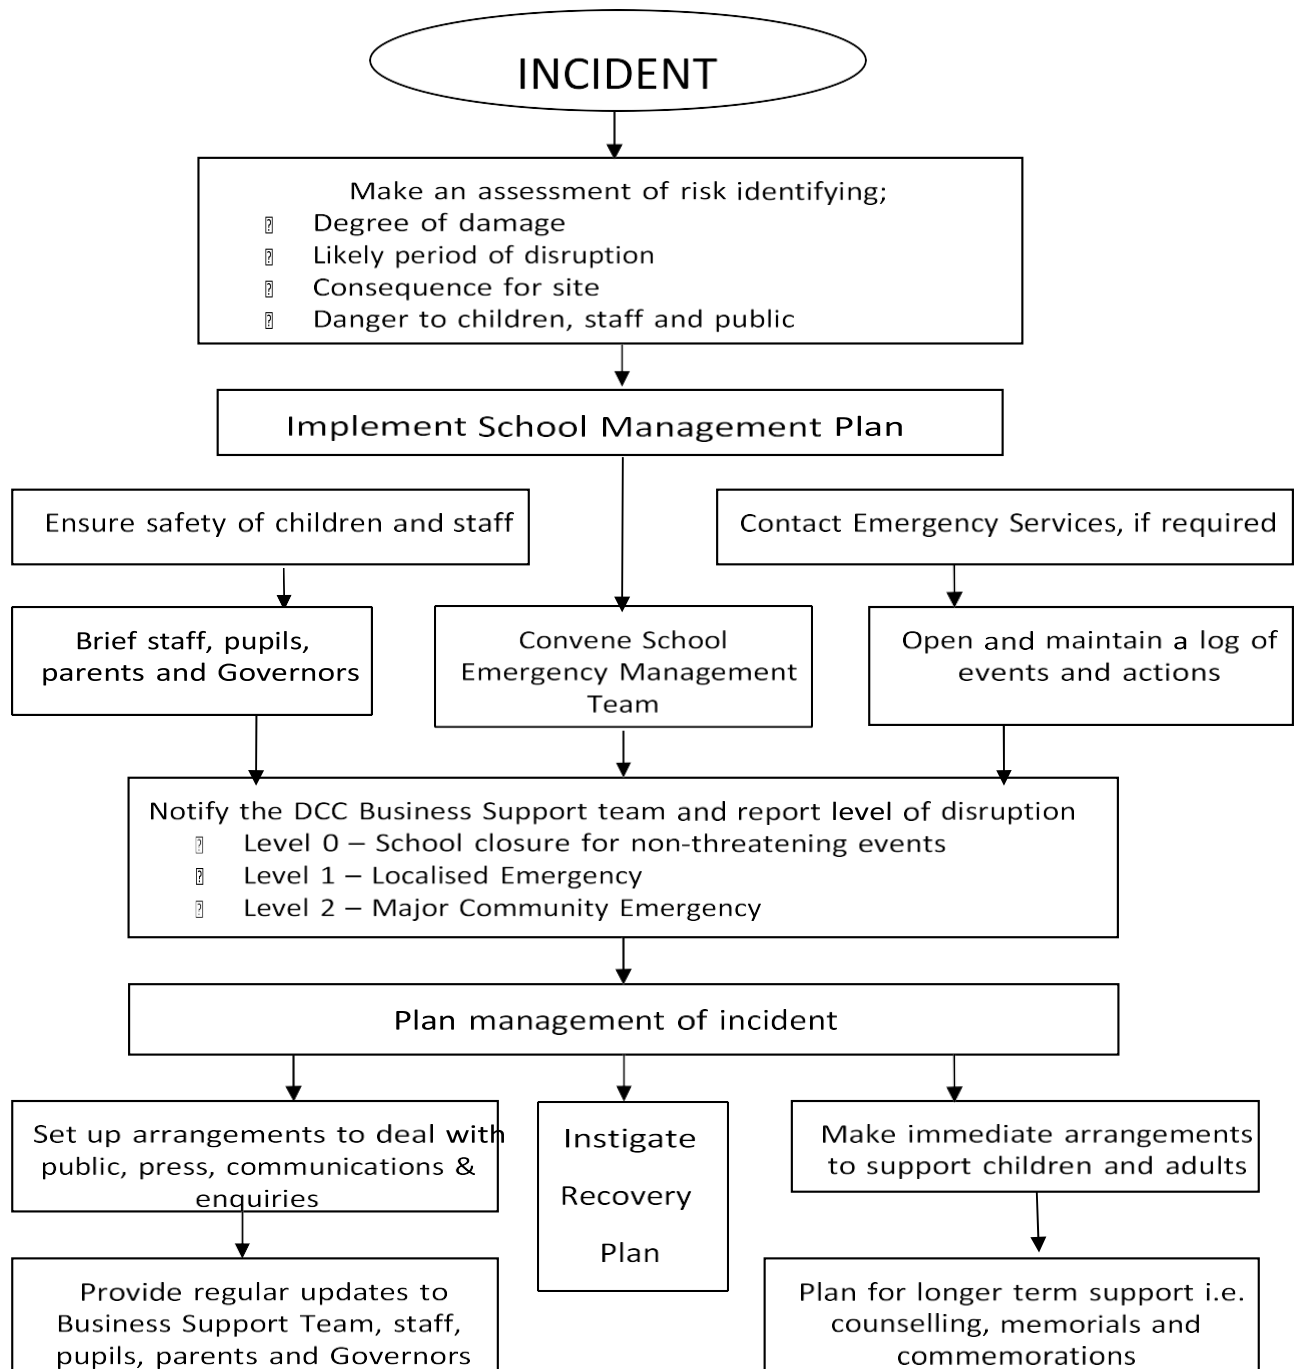 INCIDENT
Make an assessment of risk identifying;
Degree of damage
Likely period of disruption
Consequence for site
Danger to children, staff and public
Implement School Management Plan
Ensure safety of children and staff
Contact Emergency Services, if required
Brief staff, pupils,
parents and Governors
Convene School
Emergency Management
Team
Open and maintain a log of
events and actions
Notify the DCC Business Support team and report level of disruption
Level 0 – School closure for non-threatening events
Level 1 – Localised Emergency
Level 2 – Major Community Emergency
Plan management of incident
Set up arrangements to deal with
public, press, communications &
enquiries
Instigate
Recovery
Plan
Make immediate arrangements
to support children and adults
Provide regular updates to
Business Support Team, staff,
pupils, parents and Governors
Plan for longer term support i.e.
counselling, memorials and
commemorations